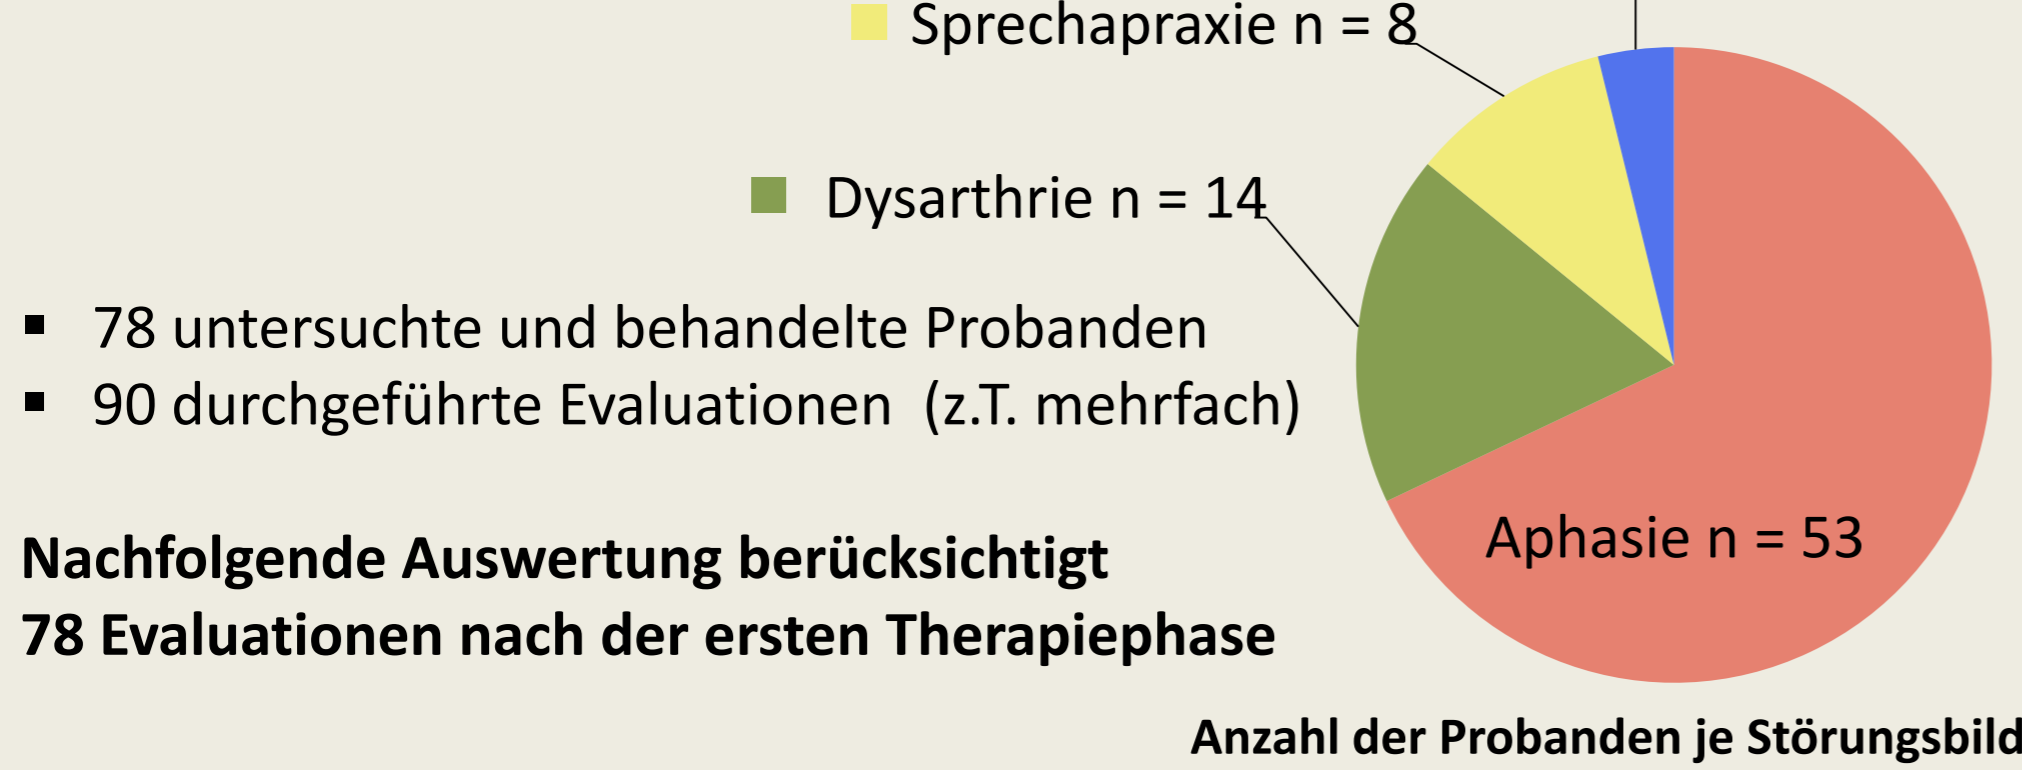 Sprechapraxie n = 8
Dysarthrie n = 14
▪ 78 untersuchte und behandelte Probanden
▪ 90 durchgeführte Evaluationen (z.T. mehrfach)
Nachfolgende Auswertung berücksichtigt
78 Evaluationen nach der ersten Therapiephase
Aphasie n = 53
Anzahl der Probanden je Störungsbild